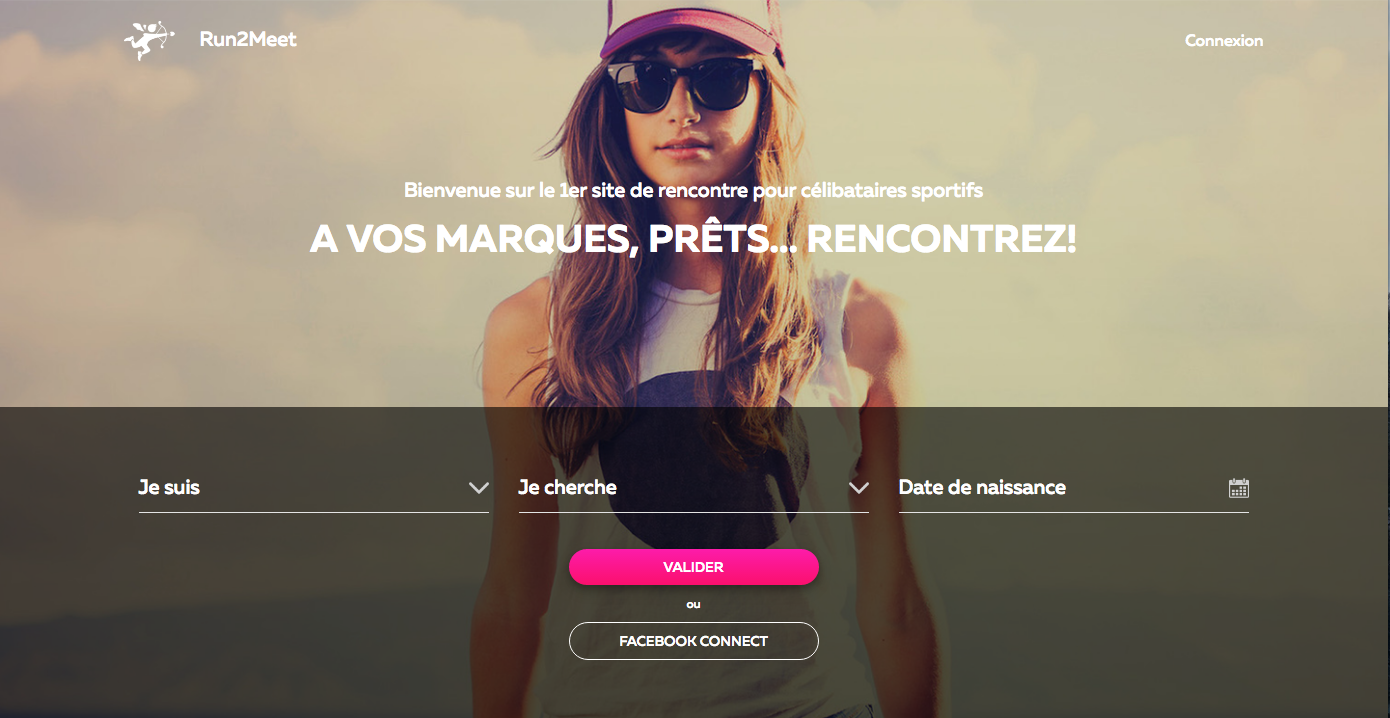 Run2Meet
Connexion
Bienvenue sur le 1er site de rencontre pour célibataires sportifs
A VOS MARQUES, PRÊTS... RENCONTREZ!
Je suis
Je cherche
Date de naissance
VALIDER
ou
FACEBOOK CONNECT